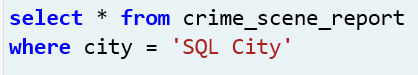 select * from crime_scene_report
where city = 'SQL City'